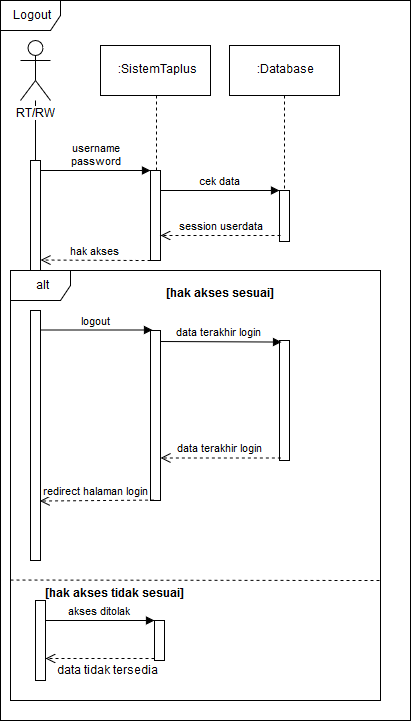 Logout
:SistemTaplus
:Database
RT/RW
username
password
cek data
session userdata
hak akses
alt
[hak akses sesuai]
logout
data terakhir login
data terakhir login
redirect halaman login
[hak akses tidak sesuai]
akses ditolak
data tidak tersedia